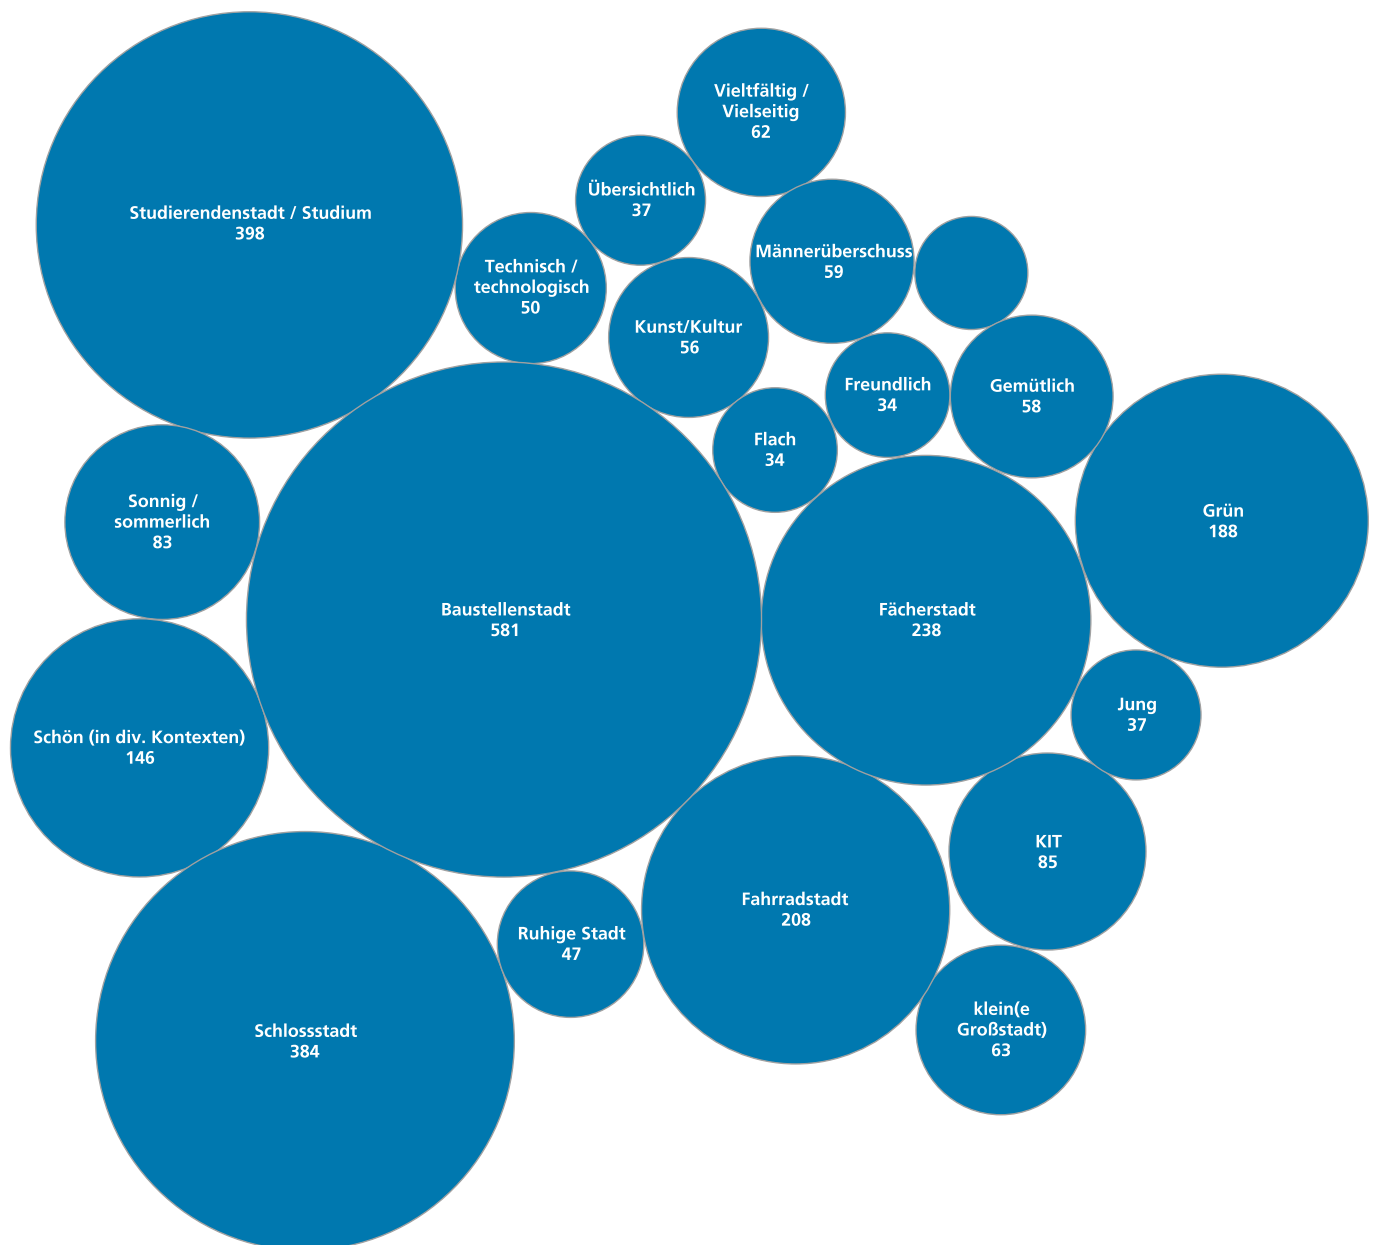 Vieltfältig /
Vielseitig
62
Übersichtlich
37
Studierendenstadt / Studium
398
Männerüberschuss
59
Technisch /
technologisch
50
Kunst/Kultur
56
Freundlich
34
Gemütlich
58
Flach
34
Sonnig /
sommerlich
83
Grün
188
Baustellenstadt
581
Fächerstadt
238
Jung
37
Schön (in div. Kontexten)
146
KIT
85
Fahrradstadt
208
Ruhige Stadt
47
klein(e
Großstadt)
63
Schlossstadt
384